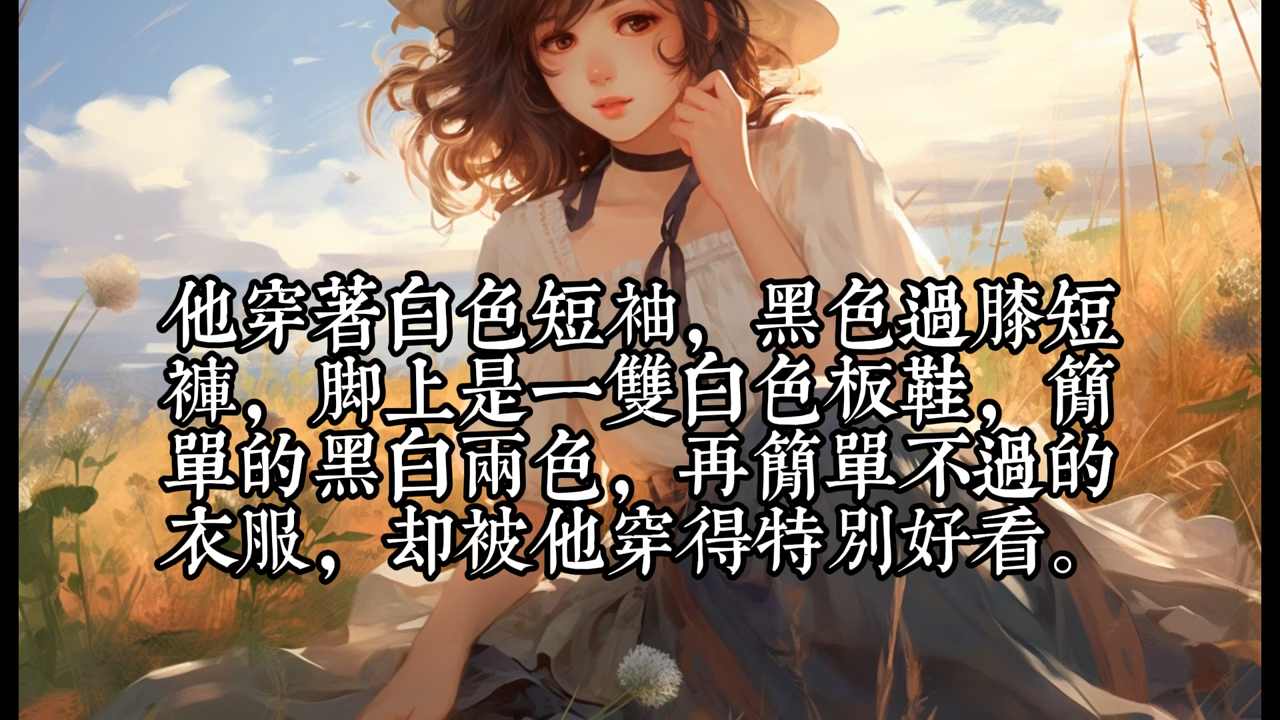 他穿著白色短袖，黑色過膝短
褲，脚上是一雙白色板鞋，簡
單的黑白兩色，再簡單不過的
衣服，却被他穿得特別好看。